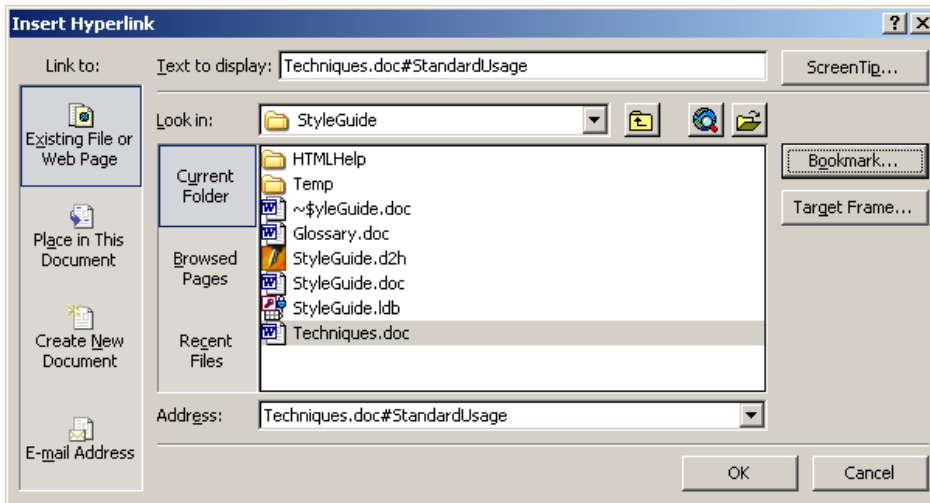 Insert Hyperlink
Link to:
Text to display: Techniques.doc#StandardUsage
ScreenTip...
Existing File or
Web Page
Look in: StyleGuide
Current
Folder
Browsed
Pages
Recent
Files
HTMLHelp
Temp
~$yleGuide.doc
Glossary.doc
StyleGuide.d2h
StyleGuide.doc
StyleGuide.ldb
Techniques.doc
Bookmark...
Target Frame...
Place in This
Document
Create New
Document
E-mail Address
Address: Techniques.doc#StandardUsage
OK
Cancel